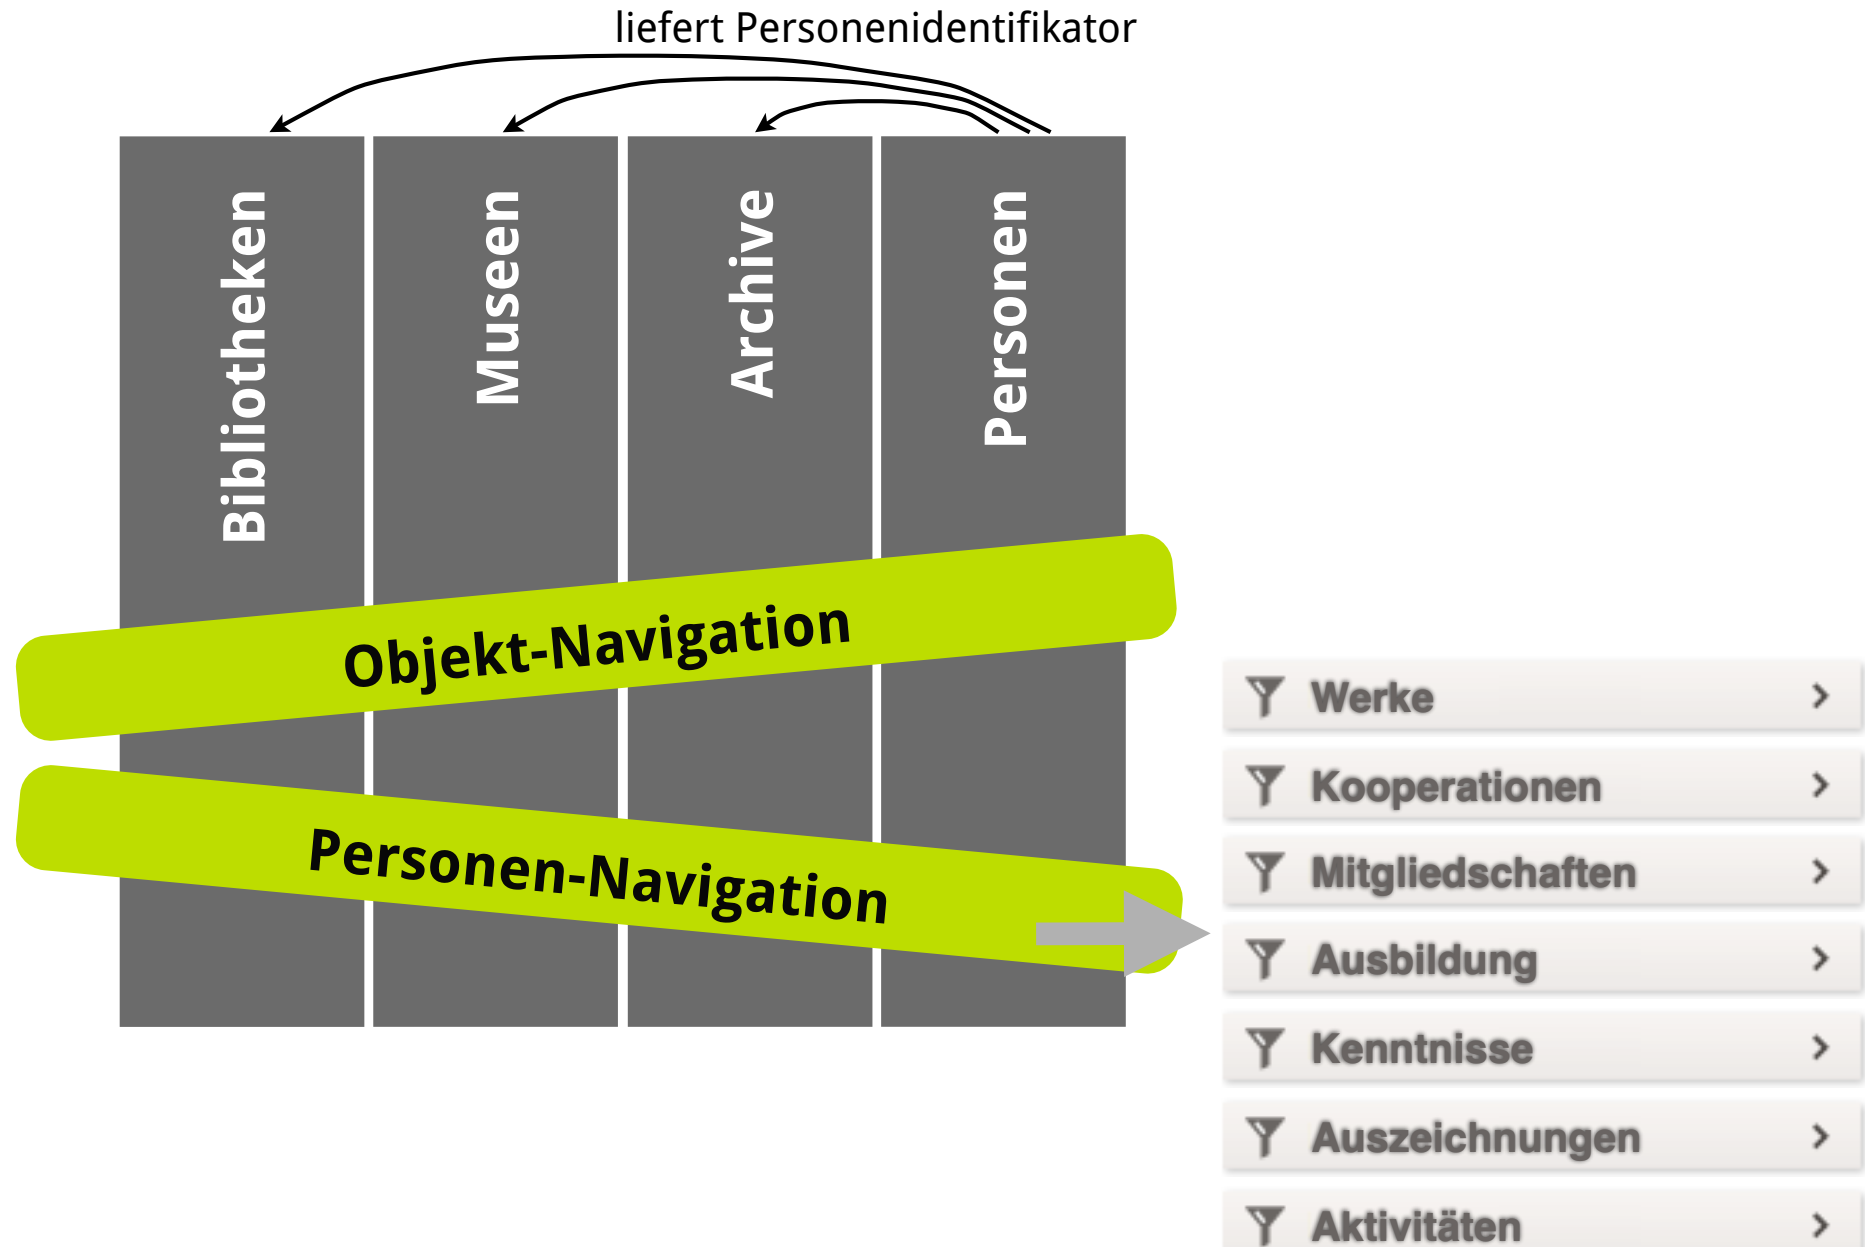 liefert Personenidentifikator
Bibliotheken
Museen
Archive
Personen
Objekt-Navigation
Personen-Navigation
Werke
Kooperationen
Mitgliedschaften
Ausbildung
Kenntnisse
Auszeichnungen
Aktivitäten